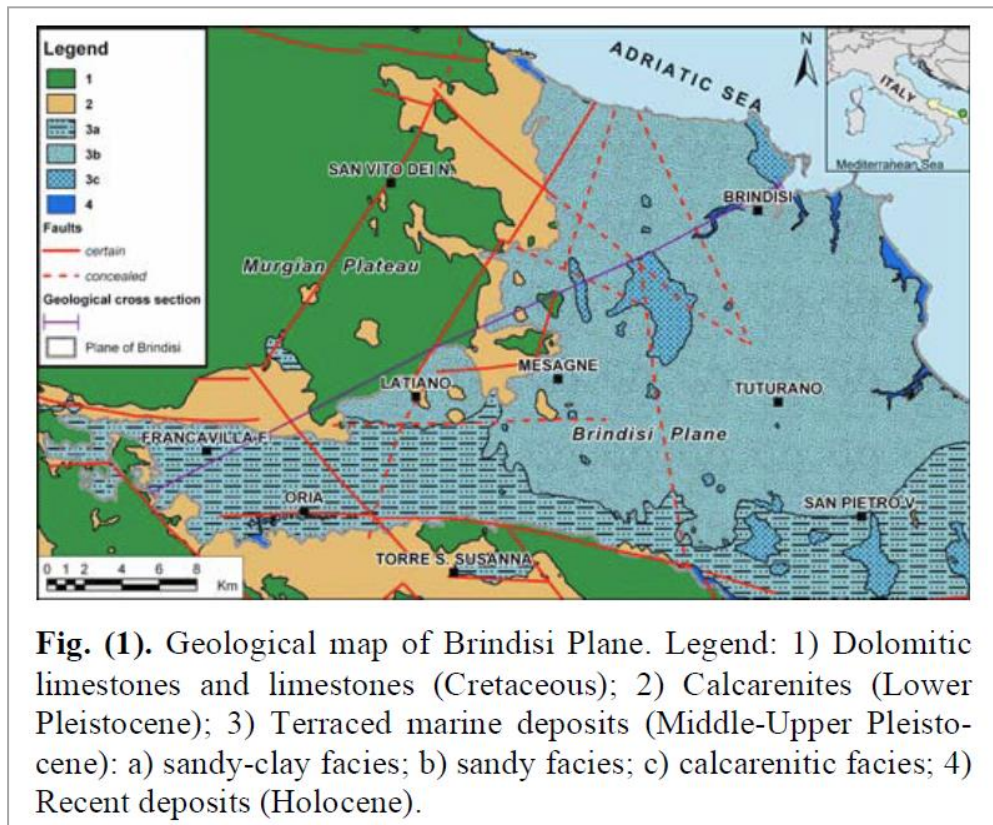 Legend
1
2
3a
3b
3c
4
Faults
certain
concealed
Geological cross section
Plane of Brindisi
ADRIATIC SEA
N
ITALY
Mediterranean Sea
SAN VITO DEI N.
BRINDISI
Murgian Plateau
MESAGNE
LATIANO
TUTURANO
Brindisi Plane
FRANCAVILLA F.
ORIA
SAN PIETRO V.
TORRE S. SUSANNA
0 1 2 4 6 8
Km
Fig. (1). Geological map of Brindisi Plane. Legend: 1) Dolomitic
limestones and limestones (Cretaceous); 2) Calcarenites (Lower
Pleistocene); 3) Terraced marine deposits (Middle-Upper Pleisto-
cene): a) sandy-clay facies; b) sandy facies; c) calcarenitic facies; 4)
Recent deposits (Holocene).